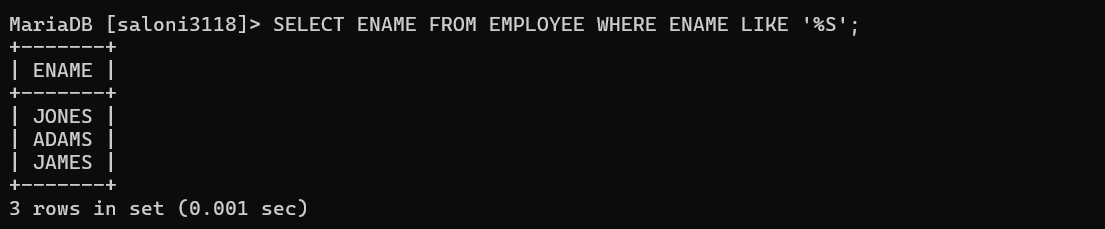 MariaDB [saloni3118]> SELECT ENAME FROM EMPLOYEE WHERE ENAME LIKE '%S';
+-------+
| ENAME |
+-------+
| JONES |
| ADAMS |
| JAMES |
+-------+
3 rows in set (0.001 sec)